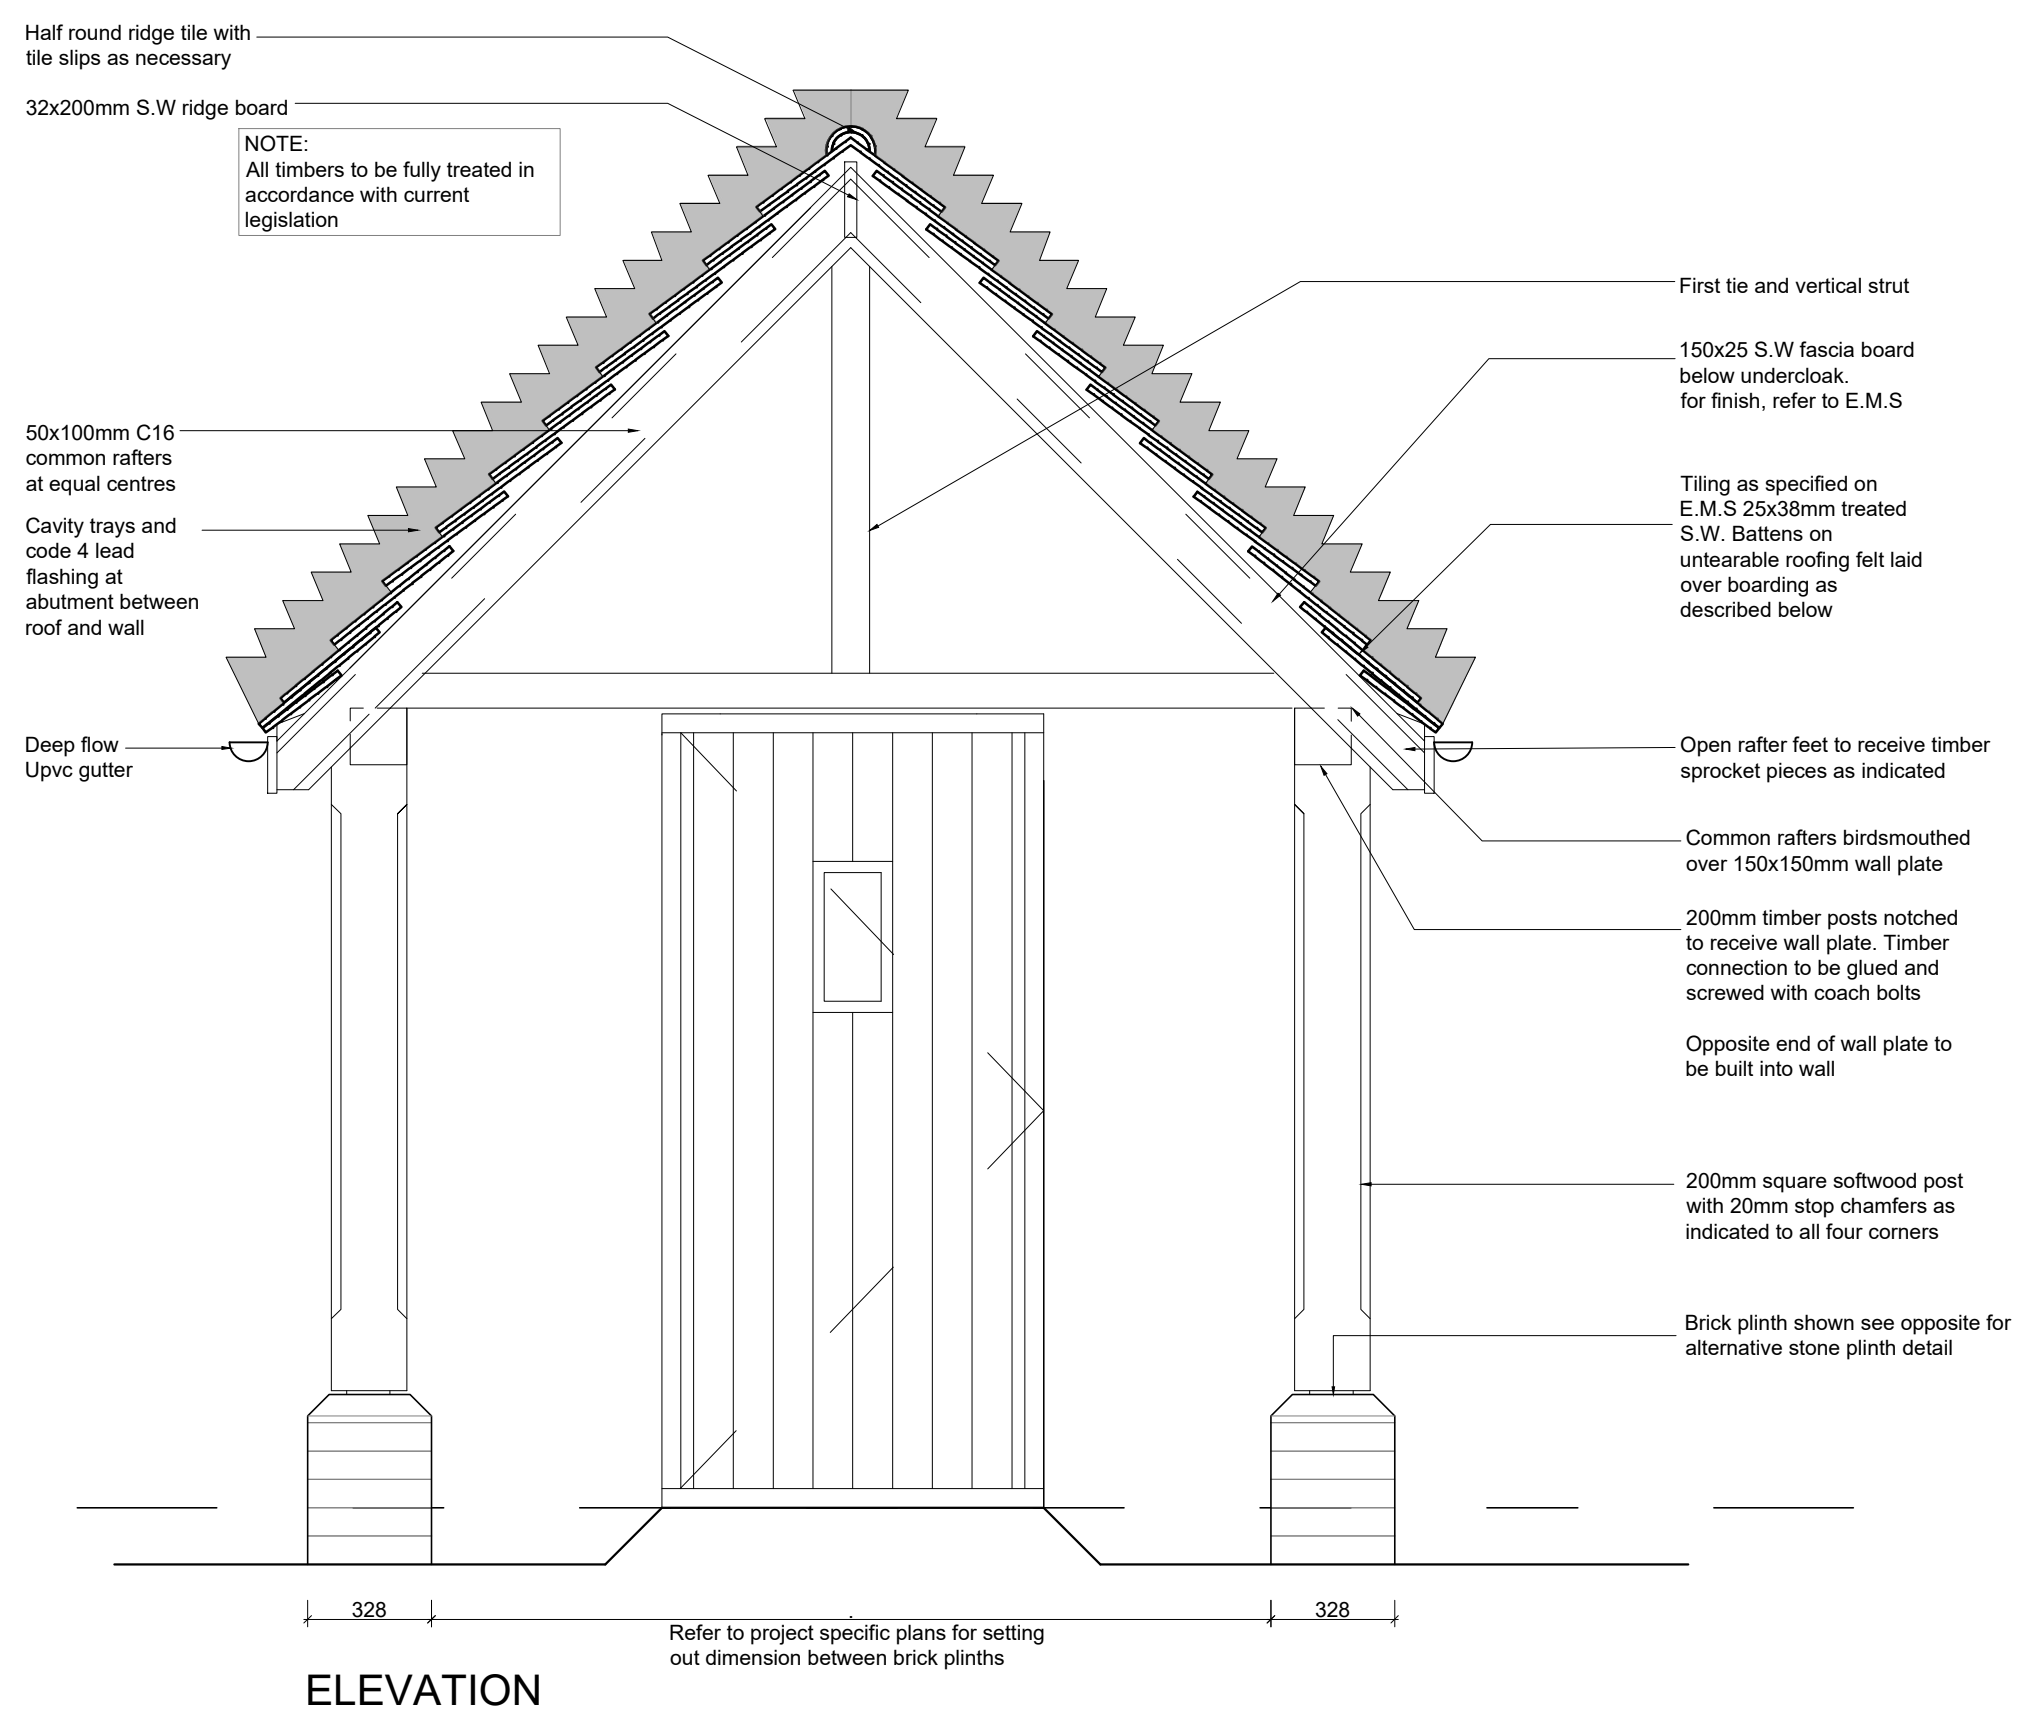 Half round ridge tile with
tile slips as necessary
32x200mm S.W ridge board
NOTE:
All timbers to be fully treated in
accordance with current
legislation
50x100mm C16
common rafters
at equal centres
Cavity trays and
code 4 lead
flashing at
abutment between
roof and wall
Deep flow
Upvc gutter
First tie and vertical strut
150x25 S.W fascia board
below undercloak.
for finish, refer to E.M.S
Tiling as specified on
E.M.S 25x38mm treated
S.W. Battens on
untearable roofing felt laid
over boarding as
described below
Open rafter feet to receive timber
sprocket pieces as indicated
Common rafters birdsmouthed
over 150x150mm wall plate
200mm timber posts notched
to receive wall plate. Timber
connection to be glued and
screwed with coach bolts
Opposite end of wall plate to
be built into wall
200mm square softwood post
with 20mm stop chamfers as
indicated to all four corners
Brick plinth shown see opposite for
alternative stone plinth detail
328
328
Refer to project specific plans for setting
out dimension between brick plinths
ELEVATION